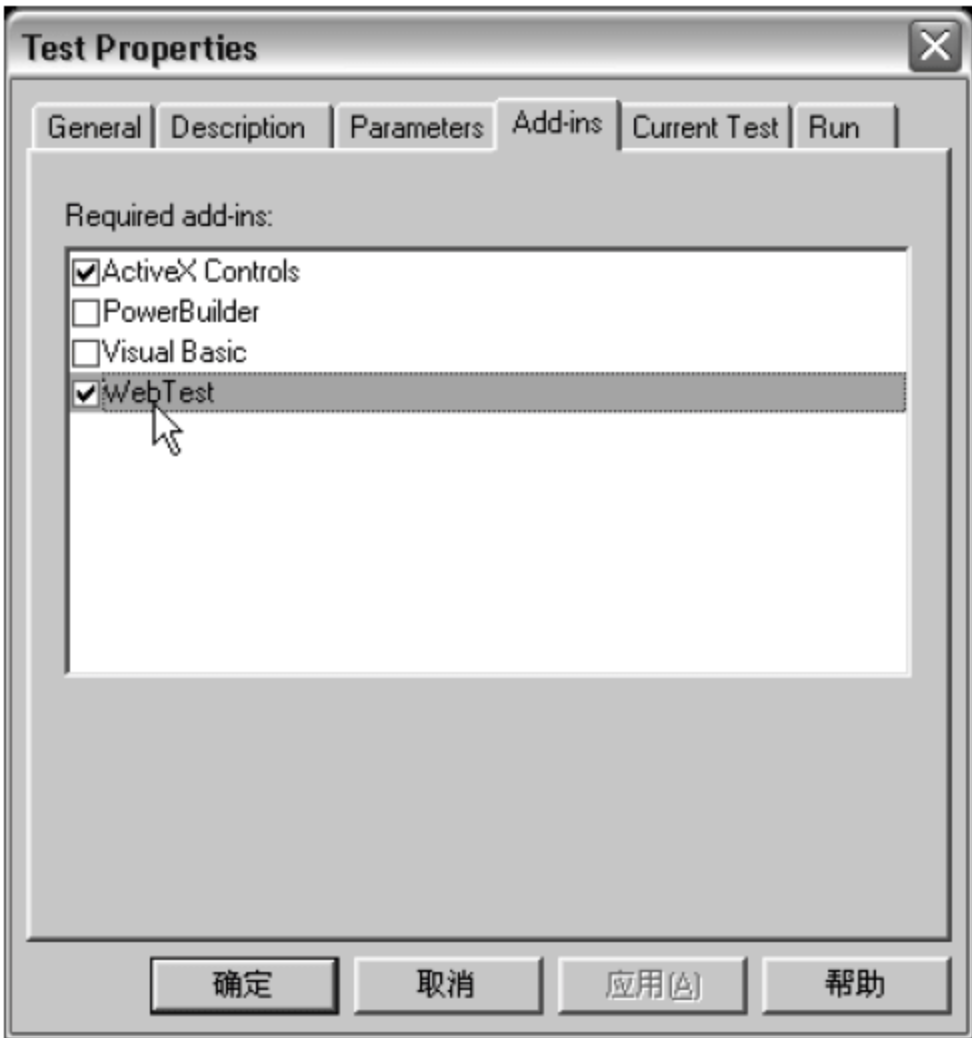 Test Properties
General Description Parameters Add-ins Current Test Run
Required add-ins:
ActiveX Controls
PowerBuilder
Visual Basic
WebTest
确定 取消 应用(A) 帮助